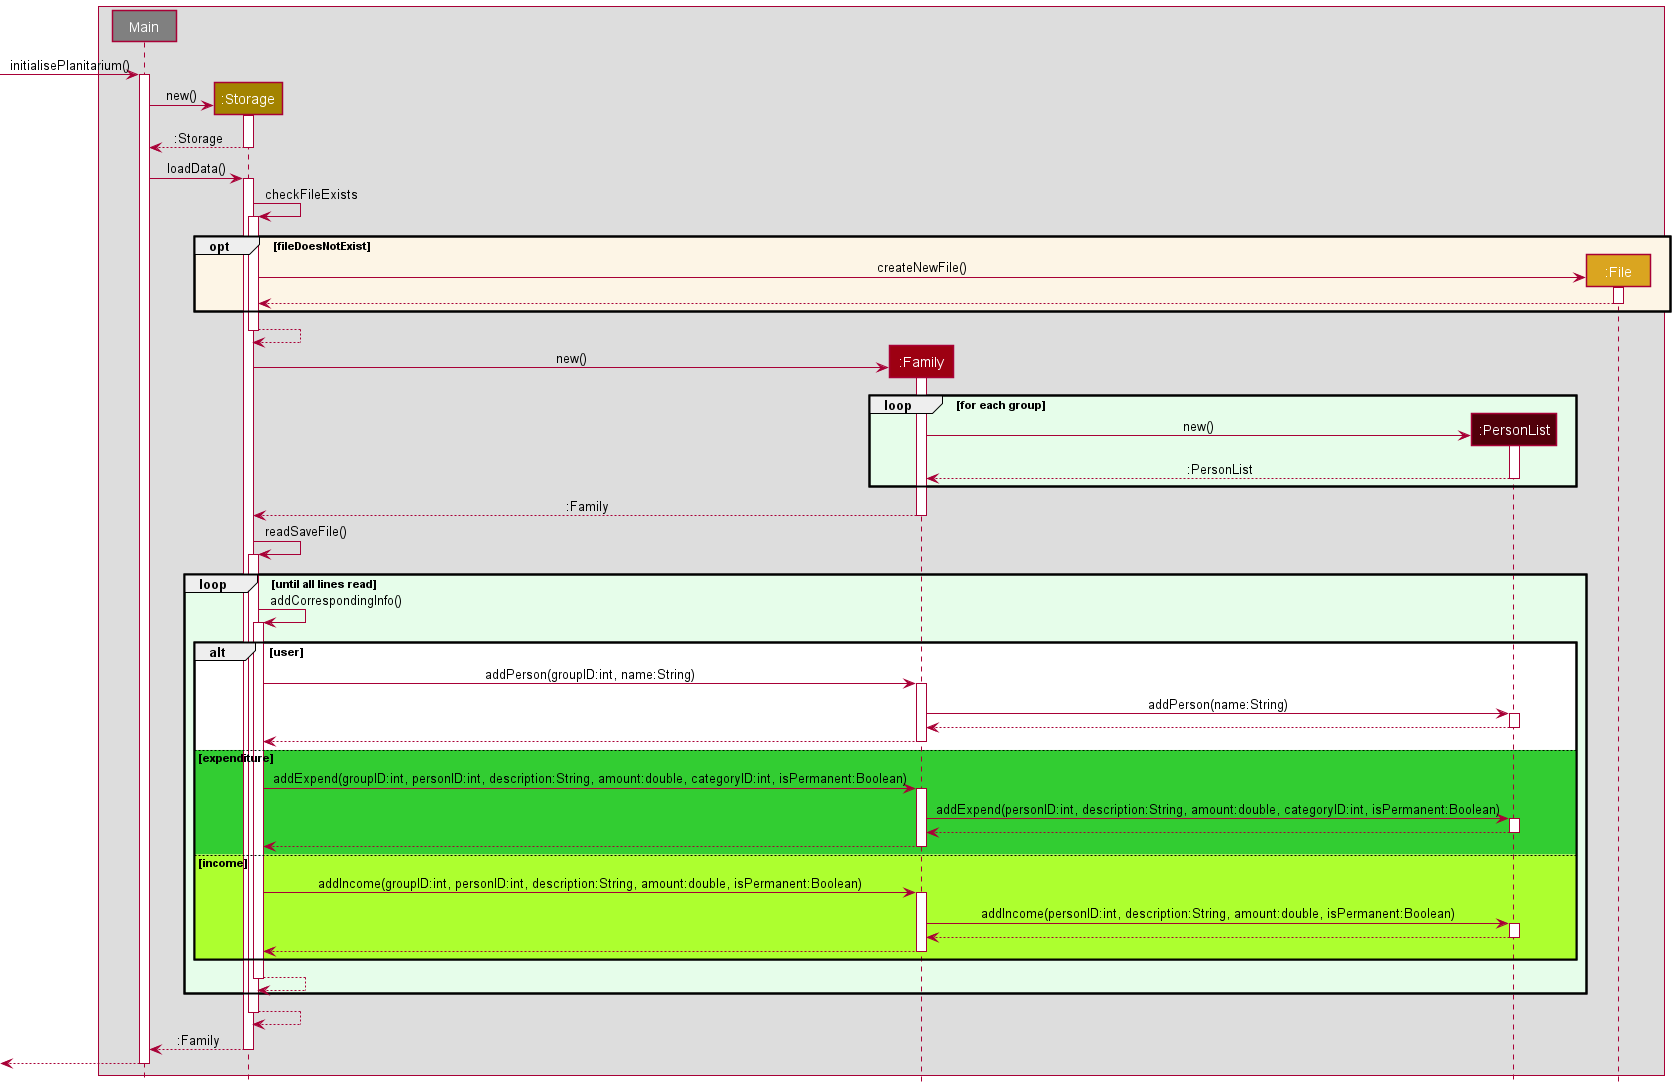 Main
initialisePlanitarium()
new()
:Storage
:Storage
loadData()
checkFileExists
opt [fileDoesNotExist]
createNewFile()
:File
new()
:Family
loop [for each group]
new()
:PersonList
:PersonList
:Family
readSaveFile()
loop [until all lines read]
addCorrespondingInfo()
alt [user]
addPerson(groupID:int, name:String)
addPerson(name:String)
[expenditure]
addExpend(groupID:int, personID:int, description:String, amount:double, categoryID:int, isPermanent:Boolean)
addExpend(personID:int, description:String, amount:double, categoryID:int, isPermanent:Boolean)
[income]
addIncome(groupID:int, personID:int, description:String, amount:double, isPermanent:Boolean)
addIncome(personID:int, description:String, amount:double, isPermanent:Boolean)
:Family